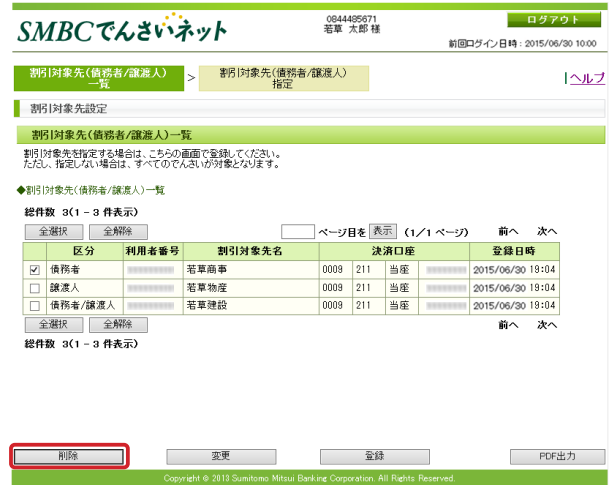 SMBCでんさいネット
0844485671
若草 太郎 様
ログアウト
前回ログイン日時：2015/06/30 10:00
割引対象先(債務者/譲渡人)
一覧
>
割引対象先(債務者/譲渡人)
指定
ヘルプ
割引対象先設定
割引対象先(債務者/譲渡人)一覧
割引対象先を指定する場合は、こちらの画面で登録してください。
ただし、指定しない場合は、すべてのでんさいが対象となります。
◆割引対象先(債務者/譲渡人)一覧
総件数 3(1 - 3 件表示)
全選択 全解除 ページ目を 表示 (1／1 ページ) 前へ 次へ
区分 利用者番号 割引対象先名 決済口座 登録日時
債務者 若草商事 0009 211 当座 2015/06/30 19:04
譲渡人 若草物産 0009 211 当座 2015/06/30 19:04
債務者/譲渡人 若草建設 0009 211 当座 2015/06/30 19:04
全選択 全解除 前へ 次へ
総件数 3(1 - 3 件表示)
削除 変更 登録 PDF出力
Copyright © 2013 Sumitomo Mitsui Banking Corporation. All Rights Reserved.